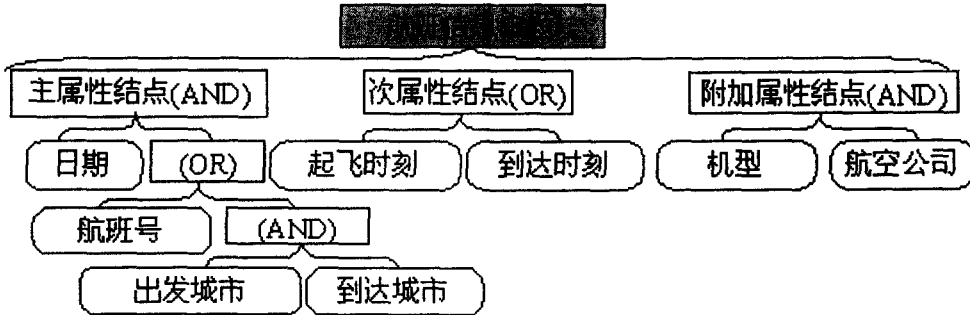 主属性结点(AND) 次属性结点(OR) 附加属性结点(AND)
日期 (OR) 起飞时刻 到达时刻 机型 航空公司
航班号 (AND)
出发城市 到达城市